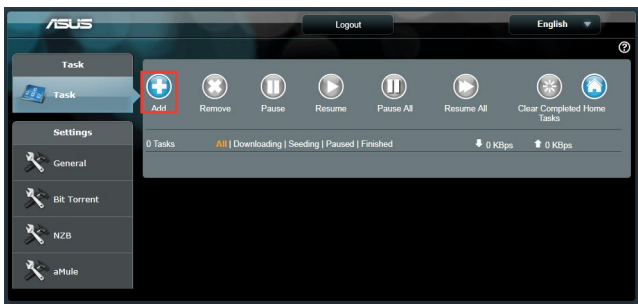 ASUS
Logout
English
Task
Task
Add
Remove
Pause
Resume
Pause All
Resume All
Clear Completed Tasks
Home
0 Tasks
All | Downloading | Seeding | Paused | Finished
0 KBps
0 KBps
Settings
General
Bit Torrent
NZB
aMule